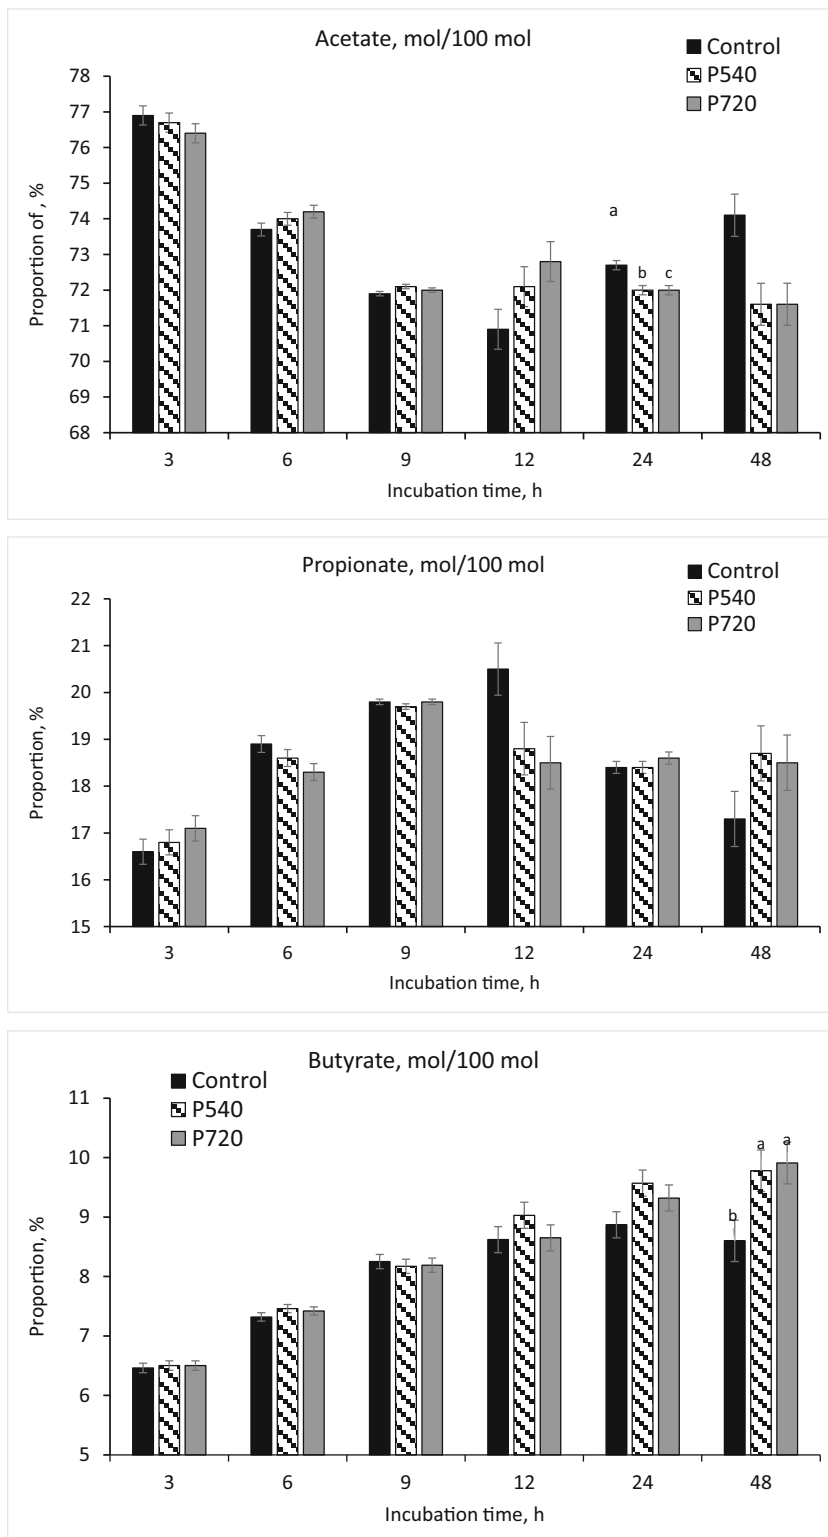 Acetate, mol/100 mol
Control
P540
P720
78
77
76
75
74
73
72
71
70
69
68
Proportion of , %
a
b
c
3 6 9 12 24 48
Incubation time, h
Propionate, mol/100 mol
Control
P540
P720
22
21
20
19
18
17
16
15
Proportion, %
3 6 9 12 24 48
Incubation time, h
Butyrate, mol/100 mol
Control
P540
P720
11
10
9
8
7
6
5
Proportion, %
b
a
a
3 6 9 12 24 48
Incubation time, h